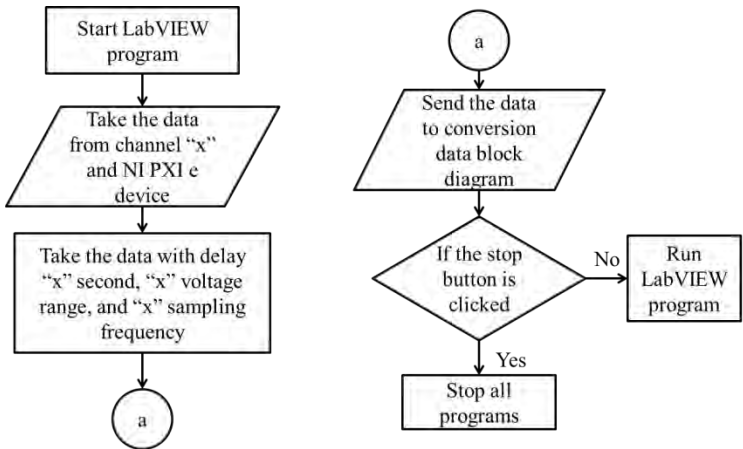 Start LabVIEW
program
Take the data
from channel “x”
and NI PXI e
device
Take the data with delay
“x” second, “x” voltage
range, and “x” sampling
frequency
a
a
Send the data
to conversion
data block
diagram
If the stop
button is
clicked
No
Run
LabVIEW
program
Yes
Stop all
programs